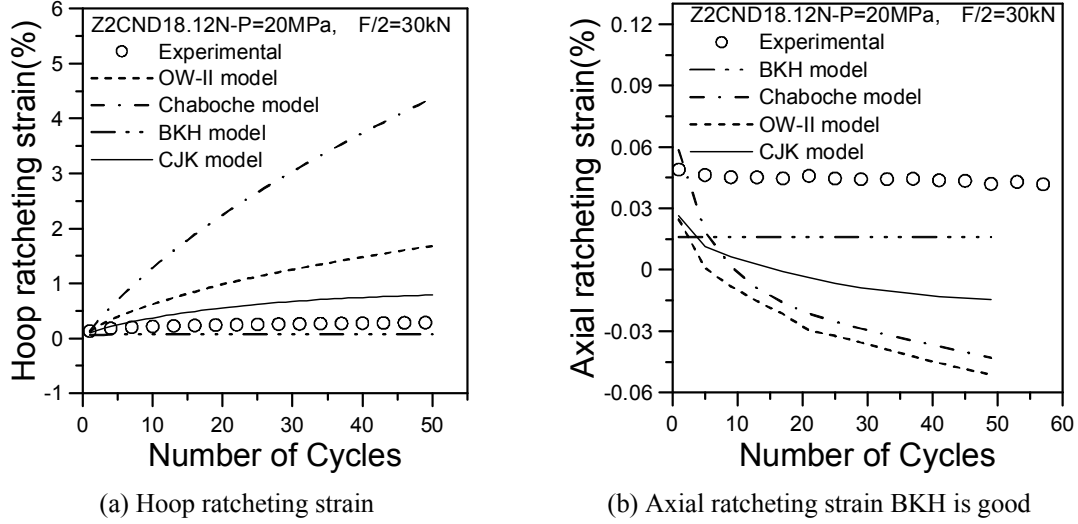 Z2CND18.12N-P=20MPa, F/2=30kN
Experimental
OW-II model
Chaboche model
BKH model
CJK model
Hoop ratcheting strain(%)
6
5
4
3
2
1
0
-1
0 10 20 30 40 50
Number of Cycles
(a) Hoop ratcheting strain
Z2CND18.12N-P=20MPa, F/2=30kN
Experimental
BKH model
Chaboche model
OW-II model
CJK model
Axial ratcheting strain(%)
0.12
0.09
0.06
0.03
0
-0.03
-0.06
0 10 20 30 40 50 60
Number of Cycles
(b) Axial ratcheting strain BKH is good